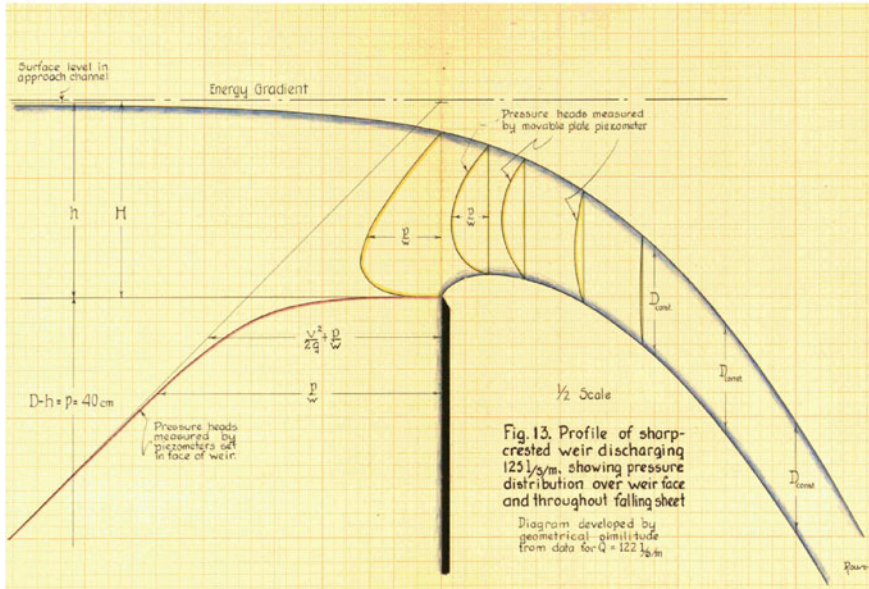 Surface level in
approach channel
Energy Gradient
Pressure heads measured
by movable plate piezometer
h
H
p/w
p/w
v²/2g + p/w
D-h = p = 40 cm
p/w
Pressure heads
measured by
piezometers set
in face of weir.
1/2 Scale
D const.
D const.
D const.
Fig. 13. Profile of sharp-
crested weir discharging
125 l/s/m, showing pressure
distribution over weir face
and throughout falling sheet
Diagram developed by
geometrical similitude
from data for Q = 122 l/s/m